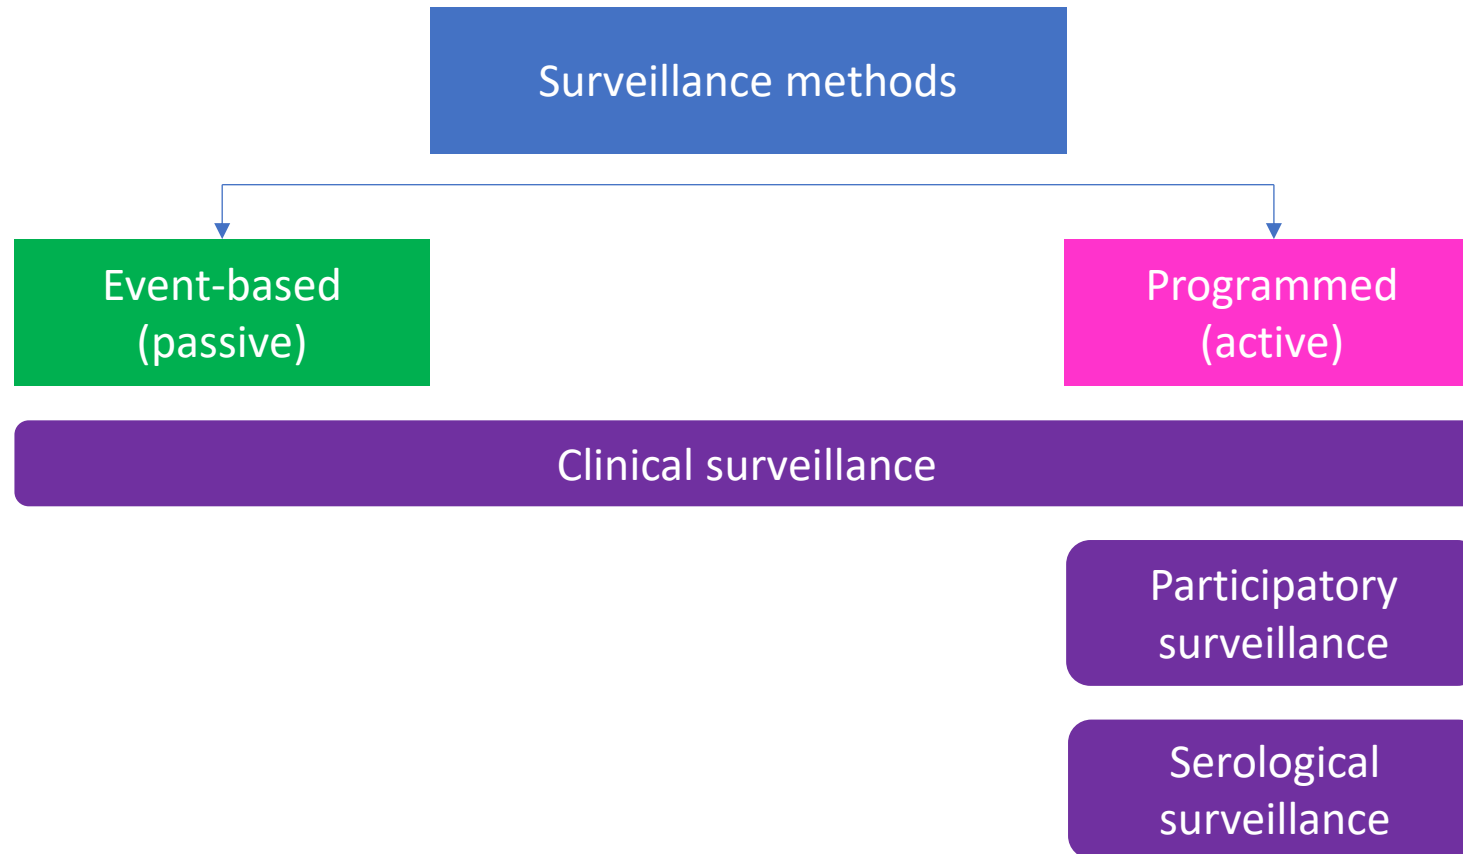 Surveillance methods
Event-based
(passive)
Programmed
(active)
Clinical surveillance
Participatory
surveillance
Serological
surveillance